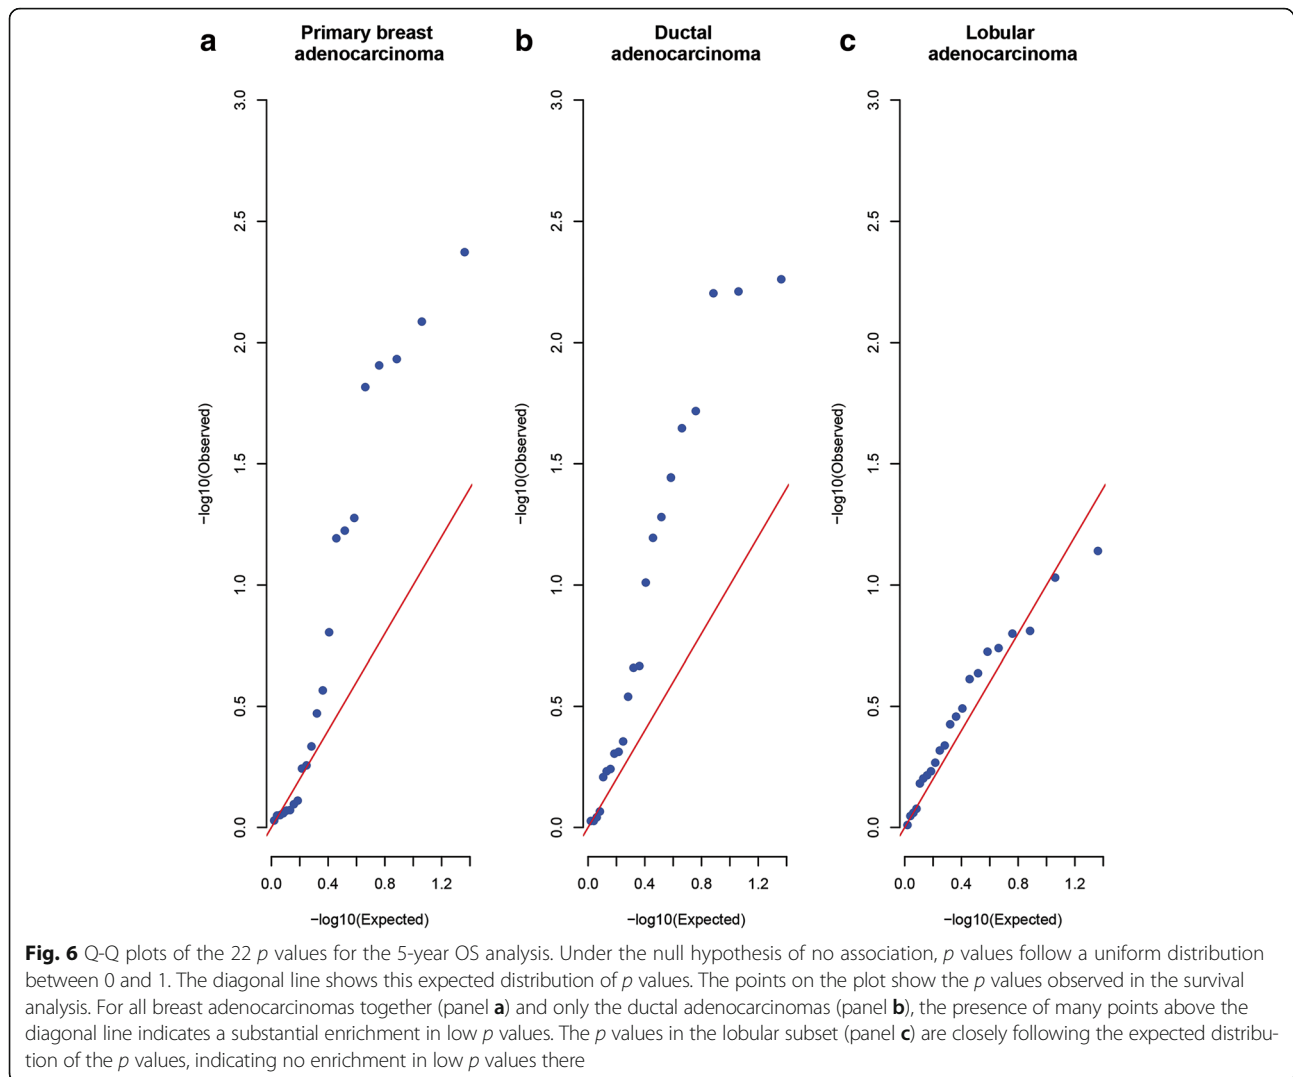 a
Primary breast
adenocarcinoma
3.0
2.5
2.0
1.5
1.0
0.5
0.0
−log10(Observed)
0.0 0.4 0.8 1.2
−log10(Expected)
b
Ductal
adenocarcinoma
3.0
2.5
2.0
1.5
1.0
0.5
0.0
−log10(Observed)
0.0 0.4 0.8 1.2
−log10(Expected)
c
Lobular
adenocarcinoma
3.0
2.5
2.0
1.5
1.0
0.5
0.0
−log10(Observed)
0.0 0.4 0.8 1.2
−log10(Expected)
Fig. 6 Q-Q plots of the 22 p values for the 5-year OS analysis. Under the null hypothesis of no association, p values follow a uniform distribution
between 0 and 1. The diagonal line shows this expected distribution of p values. The points on the plot show the p values observed in the survival
analysis. For all breast adenocarcinomas together (panel a) and only the ductal adenocarcinomas (panel b), the presence of many points above the
diagonal line indicates a substantial enrichment in low p values. The p values in the lobular subset (panel c) are closely following the expected distribu-
tion of the p values, indicating no enrichment in low p values there